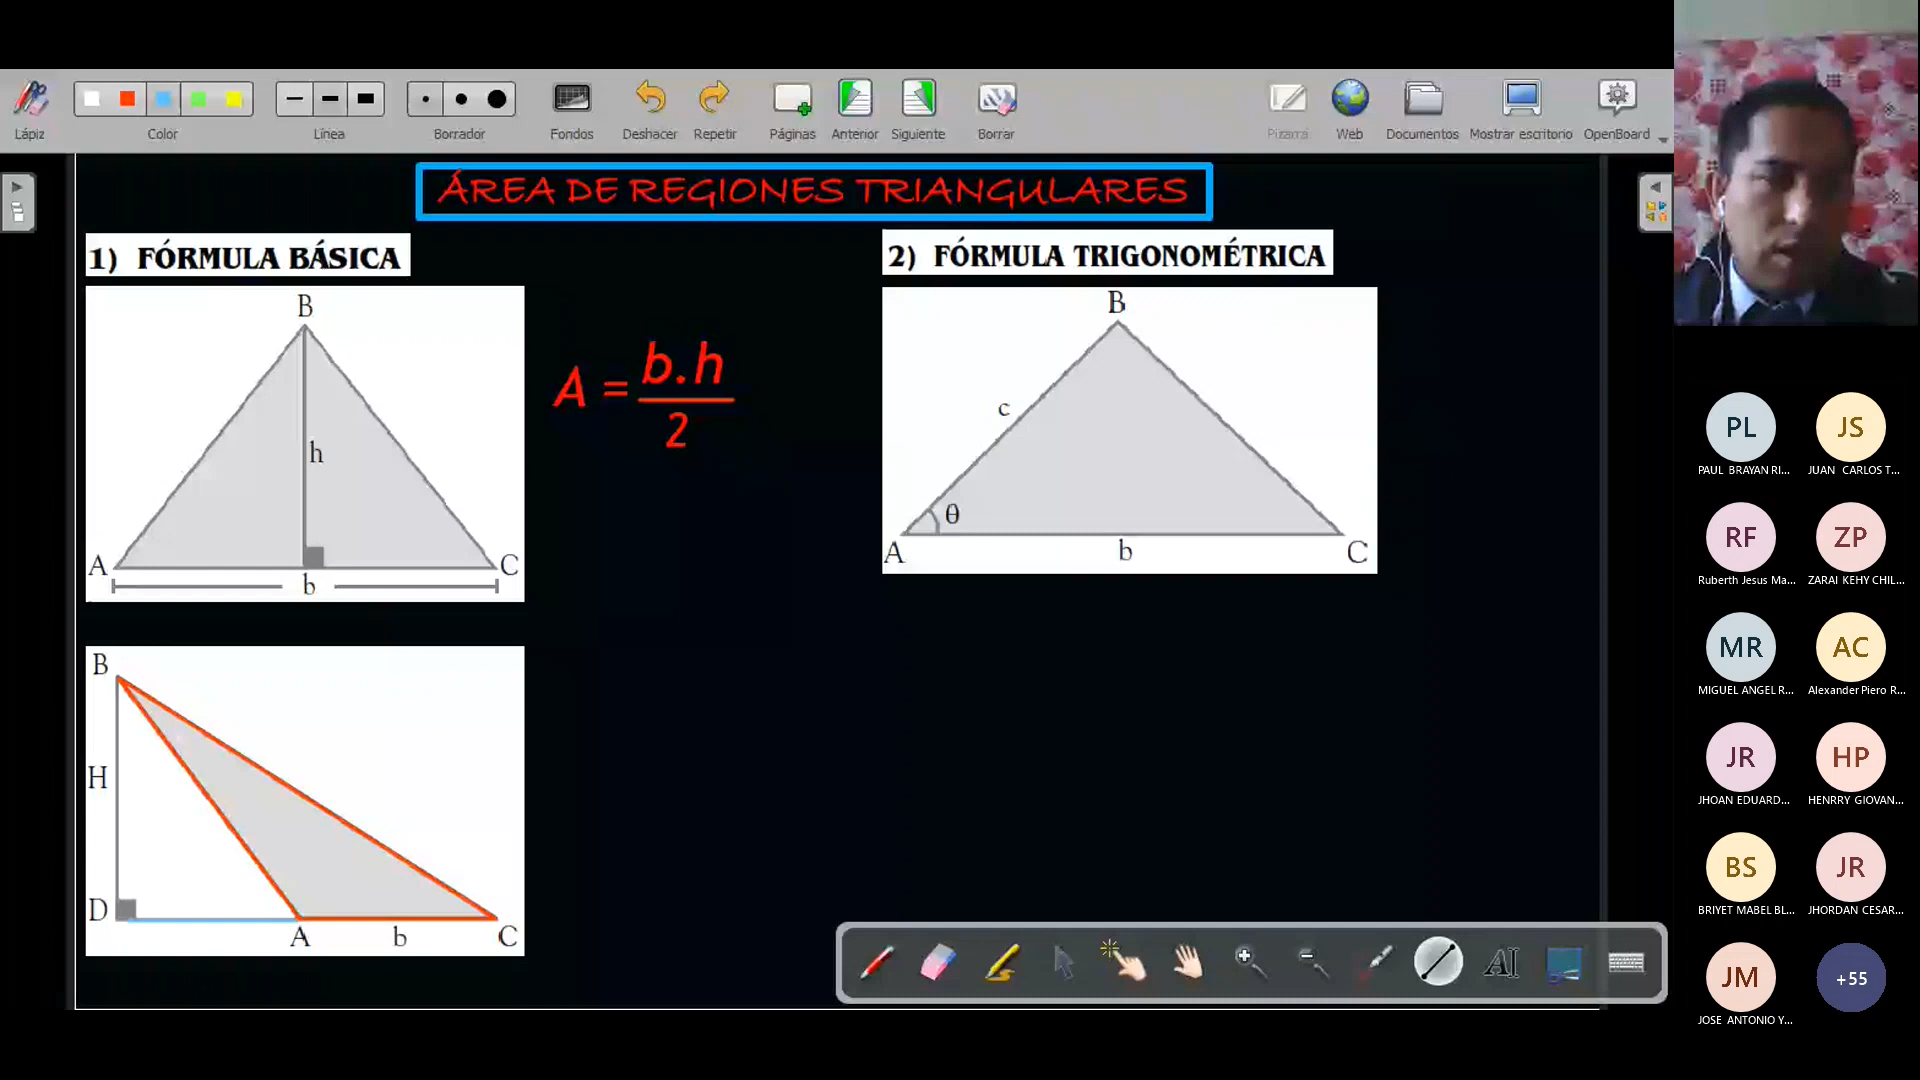 Lápiz
Color
Línea
Borrador
Fondos
Deshacer
Repetir
Páginas
Anterior
Siguiente
Borrar
Pizarra
Web
Documentos
Mostrar escritorio
OpenBoard
ÁREA DE REGIONES TRIANGULARES
1) FÓRMULA BÁSICA
B
h
A
C
b
A = b.h
2
2) FÓRMULA TRIGONOMÉTRICA
B
c
θ
A
b
C
B
H
D
A
b
C
AI
PL
PAUL BRAYAN RI...
JS
JUAN CARLOS T...
RF
Ruberth Jesus Ma...
ZP
ZARAI KEHY CHIL...
MR
MIGUEL ANGEL R...
AC
Alexander Piero R...
JR
JHOAN EDUARD...
HP
HENRRY GIOVAN...
BS
BRIYET MABEL BL...
JR
JHORDAN CESAR...
JM
JOSE ANTONIO Y...
+55